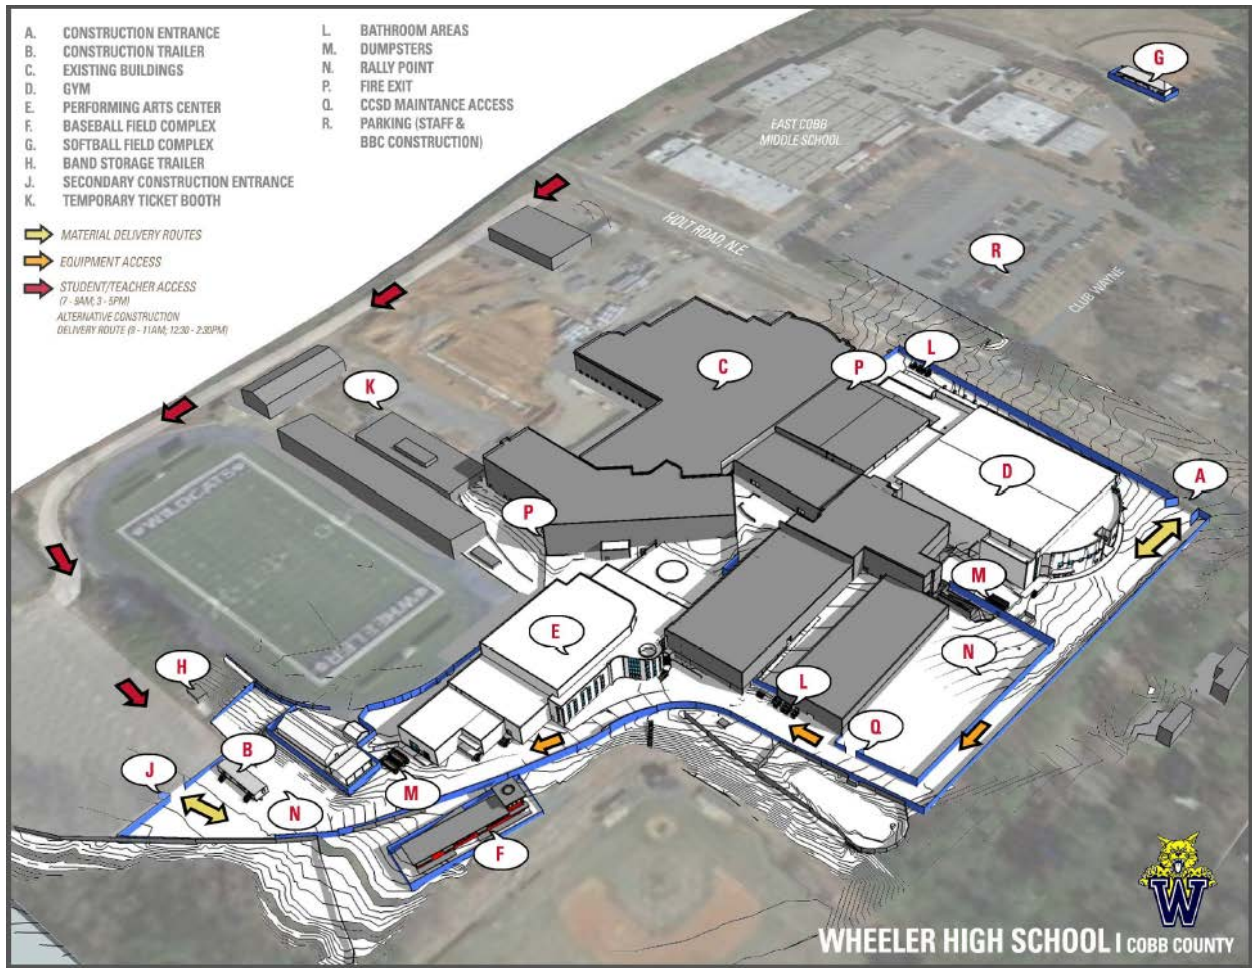 A. CONSTRUCTION ENTRANCE
B. CONSTRUCTION TRAILER
C. EXISTING BUILDINGS
D. GYM
E. PERFORMING ARTS CENTER
F. BASEBALL FIELD COMPLEX
G. SOFTBALL FIELD COMPLEX
H. BAND STORAGE TRAILER
J. SECONDARY CONSTRUCTION ENTRANCE
K. TEMPORARY TICKET BOOTH
L. BATHROOM AREAS
M. DUMPSTERS
N. RALLY POINT
P. FIRE EXIT
Q. CCSD MAINTANCE ACCESS
R. PARKING (STAFF &
BBC CONSTRUCTION)
MATERIAL DELIVERY ROUTES
EQUIPMENT ACCESS
STUDENT/TEACHER ACCESS
(7 - 9AM; 3 - 5PM)
ALTERNATIVE CONSTRUCTION
DELIVERY ROUTE (9 - 11AM; 12:30 - 2:30PM)
G
EAST COBB
MIDDLE SCHOOL
HOLT ROAD, N.E.
R
CLUB WAYNE
L
C
P
K
D
A
WILDCATS
P
M
E
WHEELER
N
H
L
Q
B
J
M
N
F
W
WHEELER HIGH SCHOOL | COBB COUNTY